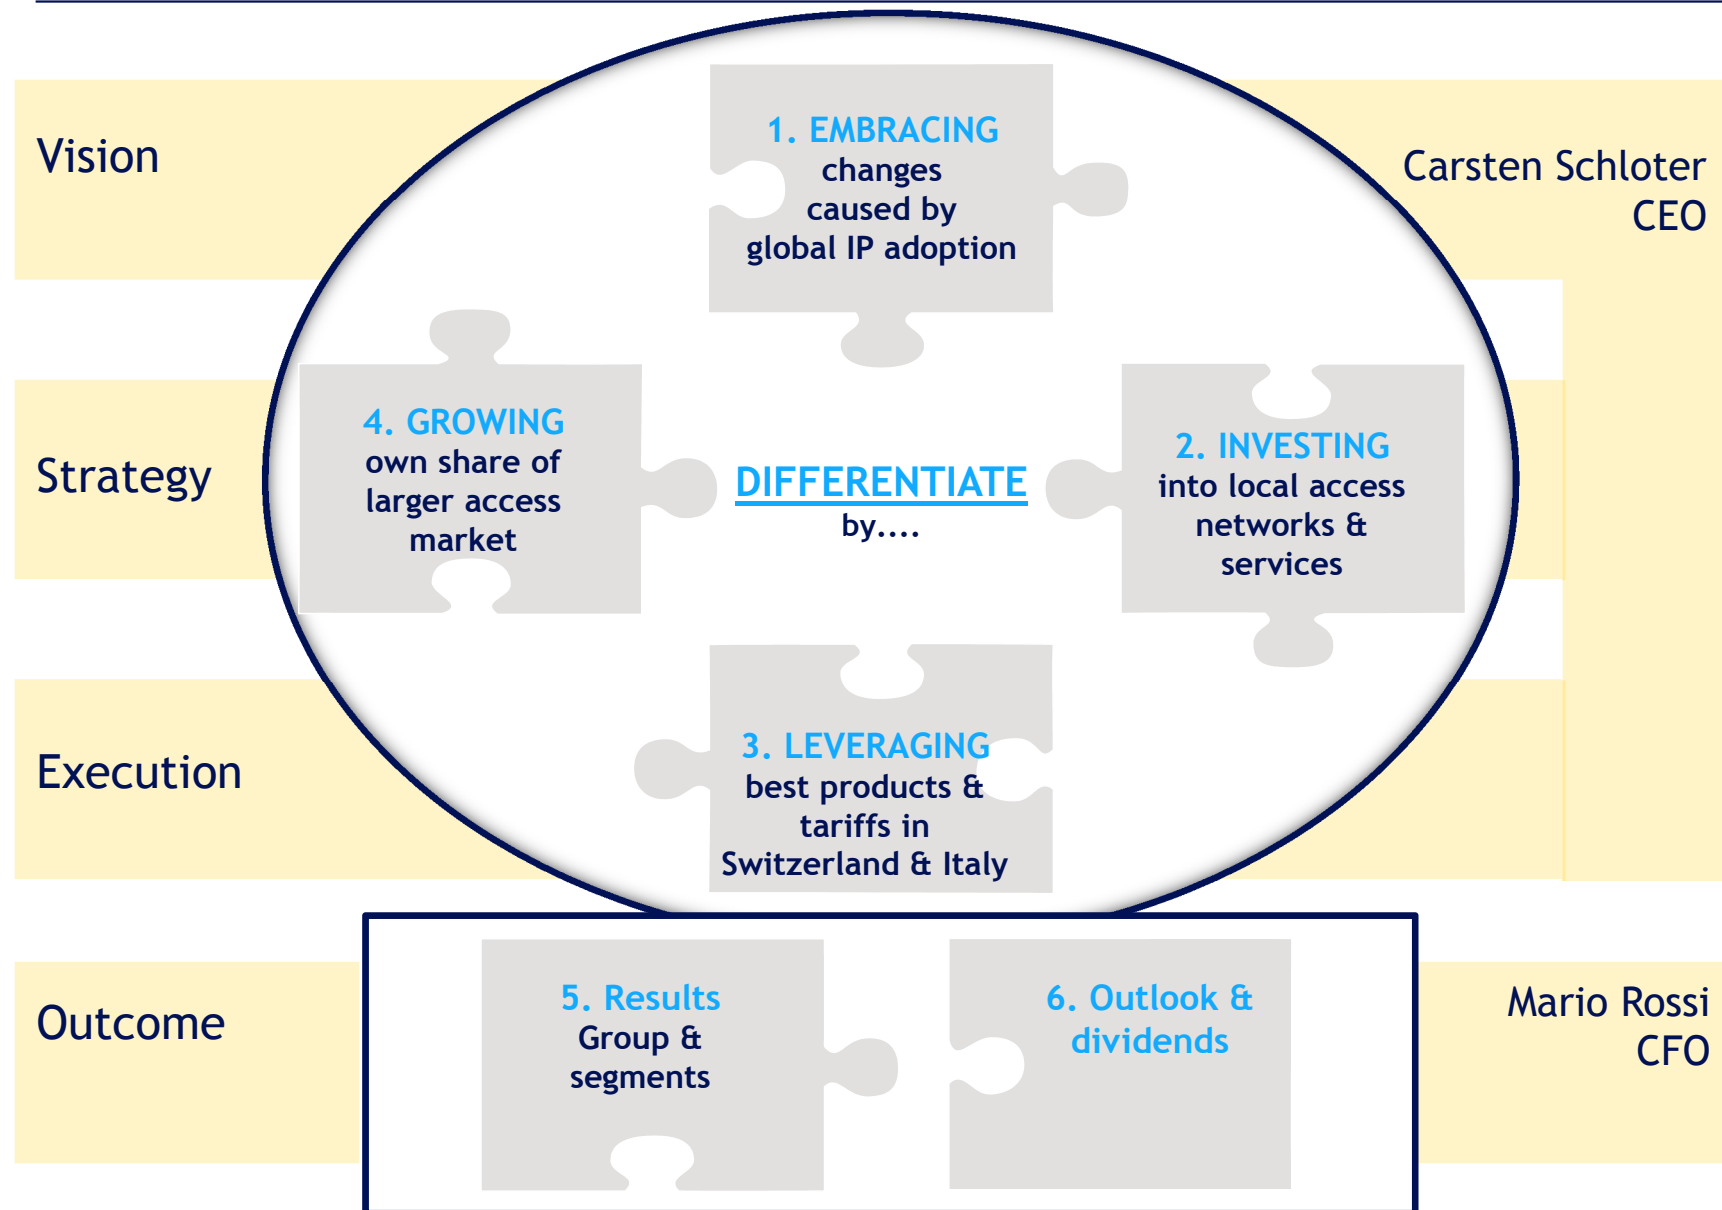 Vision
1. EMBRACING
changes
caused by
global IP adoption
Carsten Schloter
CEO
Strategy
4. GROWING
own share of
larger access
market
DIFFERENTIATE
by....
2. INVESTING
into local access
networks &
services
Execution
3. LEVERAGING
best products &
tariffs in
Switzerland & Italy
Outcome
5. Results
Group &
segments
6. Outlook &
dividends
Mario Rossi
CFO